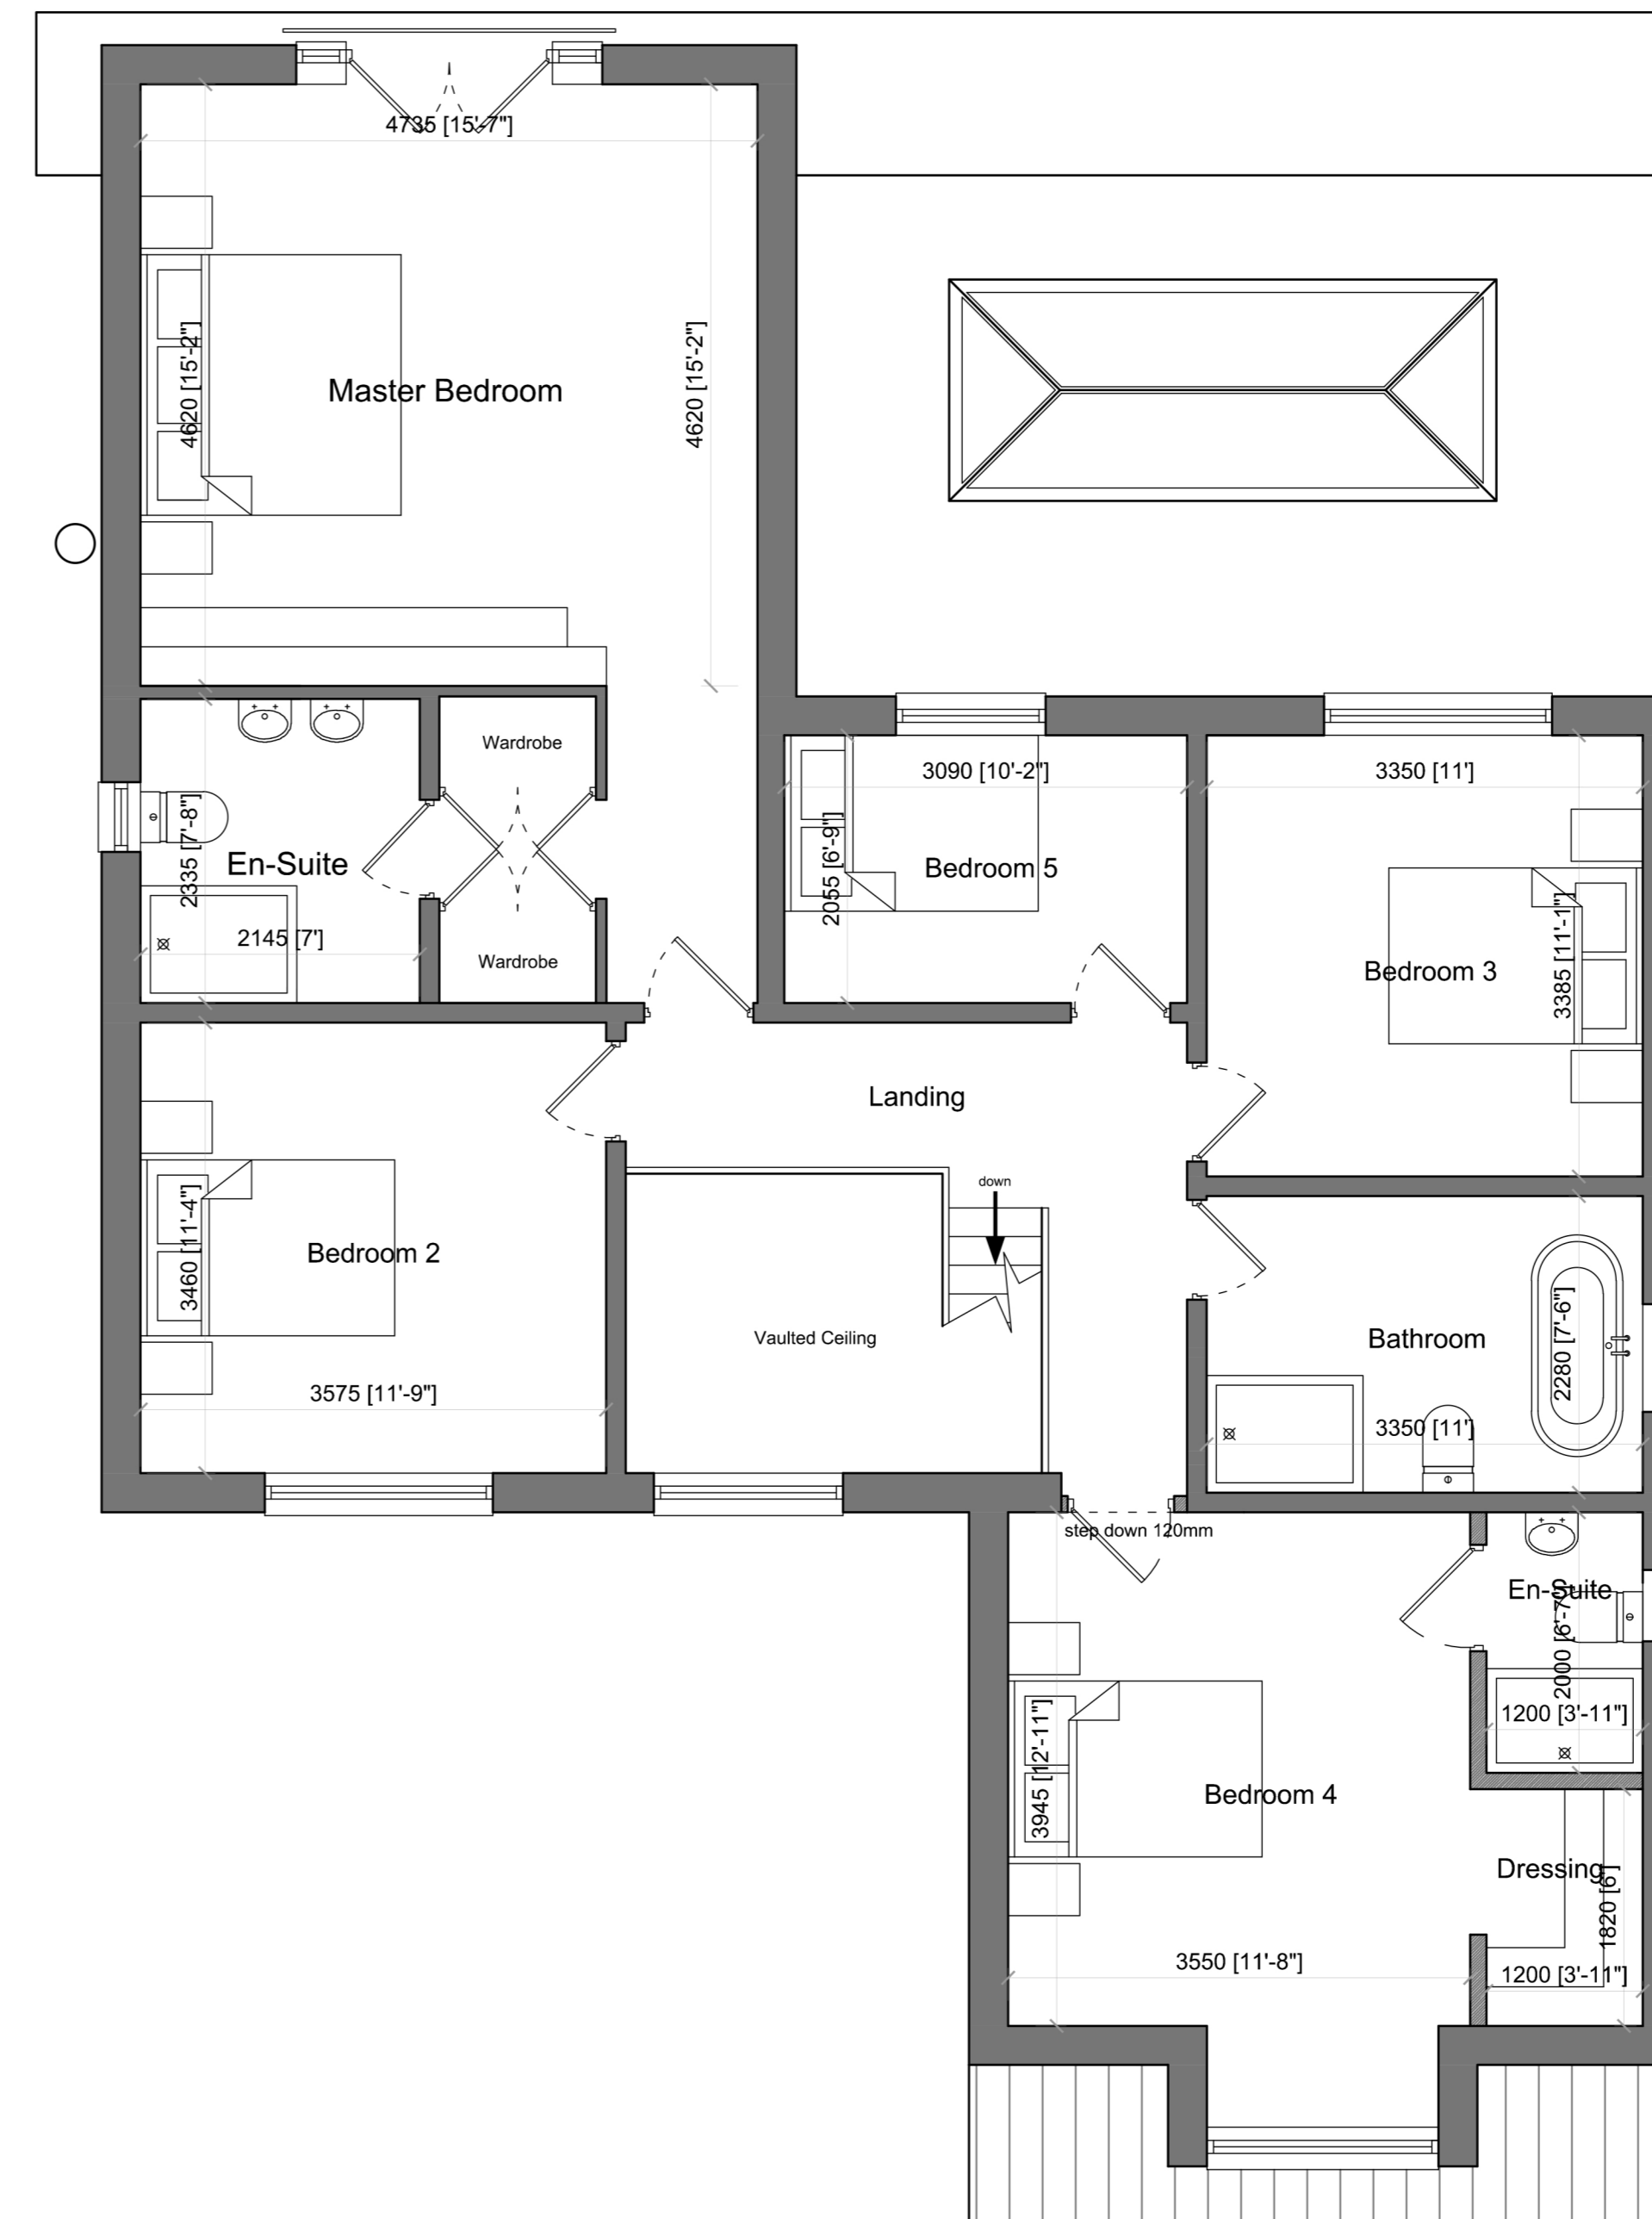 4735 [15'-7"]
4620 [15'-2"]
4620 [15'-2"]
Master Bedroom
Wardrobe
2335 [7'-8"]
En-Suite
2145 [7']
Wardrobe
3090 [10'-2"]
2055 [6'-9"]
Bedroom 5
3350 [11']
3385 [11'-1"]
Bedroom 3
Landing
down
3460 [11'-4"]
Bedroom 2
3575 [11'-9"]
Vaulted Ceiling
Bathroom
2280 [7'-6"]
3350 [11']
step down 120mm
En-Suite
2000 [6'-7"]
1200 [3'-11"]
3945 [12'-11"]
Bedroom 4
Dressing
1820 [6']
3550 [11'-8"]
1200 [3'-11"]